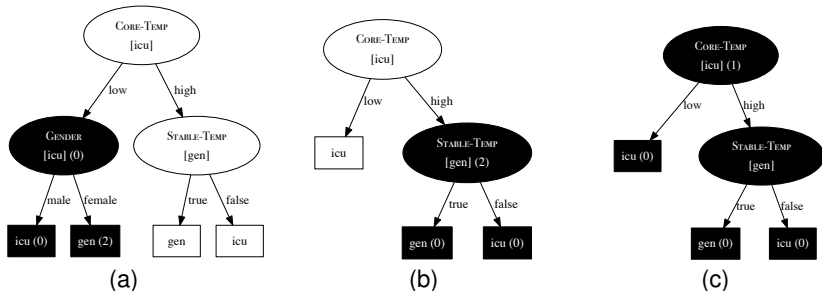 CORE-TEMP
[icu]
low
high
GENDER
[icu] (0)
STABLE-TEMP
[gen]
male
female
true
false
icu (0)
gen (2)
gen
icu
(a)
CORE-TEMP
[icu]
low
high
icu
STABLE-TEMP
[gen] (2)
true
false
gen (0)
icu (0)
(b)
CORE-TEMP
[icu] (1)
low
high
icu (0)
STABLE-TEMP
[gen]
true
false
gen (0)
icu (0)
(c)